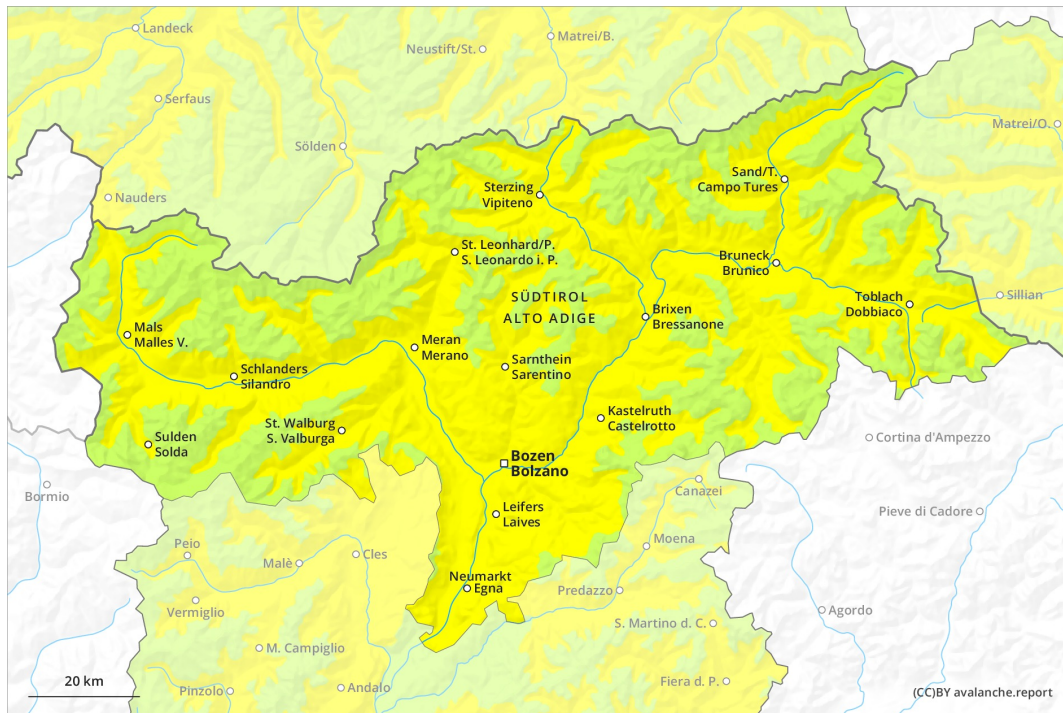 Landeck
Matrei/B.
Neustift/St.
Serfaus
Matrei/O.
Sölden
Sand/T.
Campo Tures
Sterzing
Vipiteno
Nauders
St. Leonhard/P.
S. Leonardo i. P.
Bruneck
Brunico
SÜDTIROL
ALTO ADIGE
Toblach
Dobbiaco
Sillian
Brixen
Bressanone
Mals
Malles V.
Meran
Merano
Sarnthein
Sarentino
Schlanders
Silandro
Kastelruth
Castelrotto
St. Walburg
S. Valburga
Sulden
Solda
Cortina d'Ampezzo
Bozen
Bolzano
Bormio
Canazei
Leifers
Laives
Pieve di Cadore
Moena
Peio
Cles
Malè
Neumarkt
Egna
Predazzo
Vermiglio
Agordo
S. Martino d. C.
M. Campiglio
20 km
Pinzolo
Andalo
Fiera d. P.
(CC)BY avalanche.report